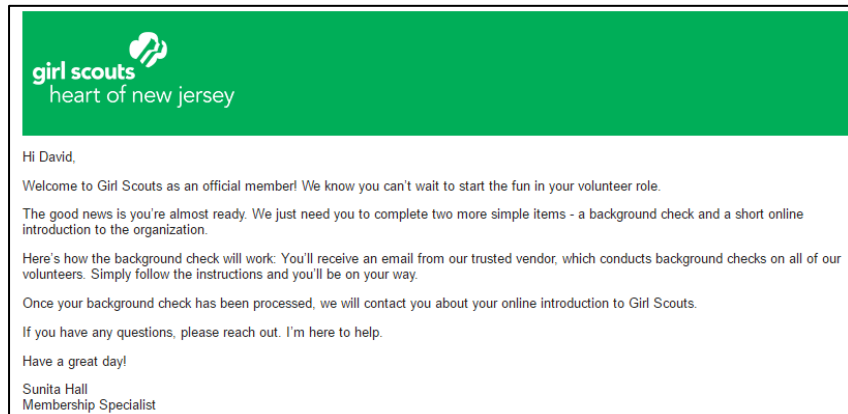 girl scouts
heart of new jersey
Hi David,
Welcome to Girl Scouts as an official member! We know you can't wait to start the fun in your volunteer role.
The good news is you're almost ready. We just need you to complete two more simple items - a background check and a short online
introduction to the organization.
Here's how the background check will work: You'll receive an email from our trusted vendor, which conducts background checks on all of our
volunteers. Simply follow the instructions and you'll be on your way.
Once your background check has been processed, we will contact you about your online introduction to Girl Scouts.
If you have any questions, please reach out. I'm here to help.
Have a great day!
Sunita Hall
Membership Specialist